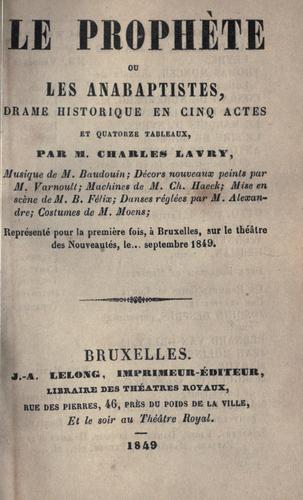 LE PROPHÈTE
OU
LES ANABAPTISTES,
DRAME HISTORIQUE EN CINQ ACTES
ET QUATORZE TABLEAUX,
PAR M. CHARLES LAVRY,
Musique de M. Baudouin; Décors nouveaux peints par
M. Varnoult; Machines de M. Ch. Haeck; Mise en
scène de M. B. Félix; Danses réglées par M. Alexan-
dre; Costumes de M. Moens;
Représenté pour la première fois, à Bruxelles, sur le théâtre
des Nouveautés, le... septembre 1849.
BRUXELLES.
J.-A. LELONG, IMPRIMEUR-ÉDITEUR,
LIBRAIRE DES THÉATRES ROYAUX,
RUE DES PIERRES, 46, PRÈS DU POIDS DE LA VILLE,
Et le soir au Théâtre Royal.
1849